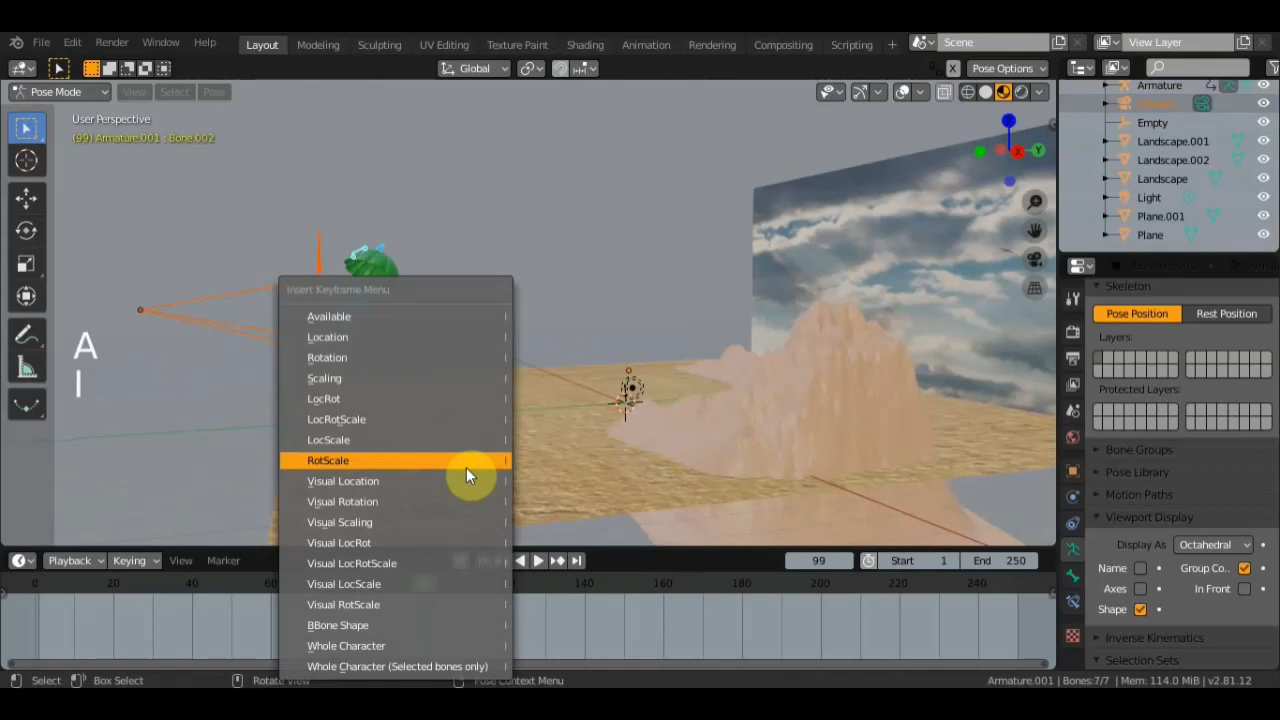 File Edit Render Window Help Layout Modeling Sculpting UV Editing Texture Paint Shading Animation Rendering Compositing Scripting + Scene View Layer
Global X Pose Options
Pose Mode View Select Pose
User Perspective
(99) Armature.001 : Bone.002
Armature
Empty
Landscape.001
Landscape.002
Landscape
Light
Plane.001
Plane
X
Y
A
I
Insert Keyframe Menu
Available I
Location I
Rotation I
Scaling I
LocRot I
LocRotScale I
LocScale I
RotScale I
Visual Location I
Visual Rotation I
Visual Scaling I
Visual LocRot I
Visual LocRotScale I
Visual LocScale I
Visual RotScale I
BBone Shape I
Whole Character I
Whole Character (Selected bones only) I
Skeleton
Pose Position Rest Position
Layers:
Protected Layers:
Bone Groups
Pose Library
Motion Paths
Viewport Display
Display As Octahedral
Name Group Co..
Axes In Front
Shape
Inverse Kinematics
Selection Sets
Playback Keying View Marker 99 Start 1 End 250
0 20 40 60 120 140 160 180 200 220 240
Select Box Select Rotate View Pose Context Menu Armature.001 | Bones:7/7 | Mem: 114.0 MiB | v2.81.12